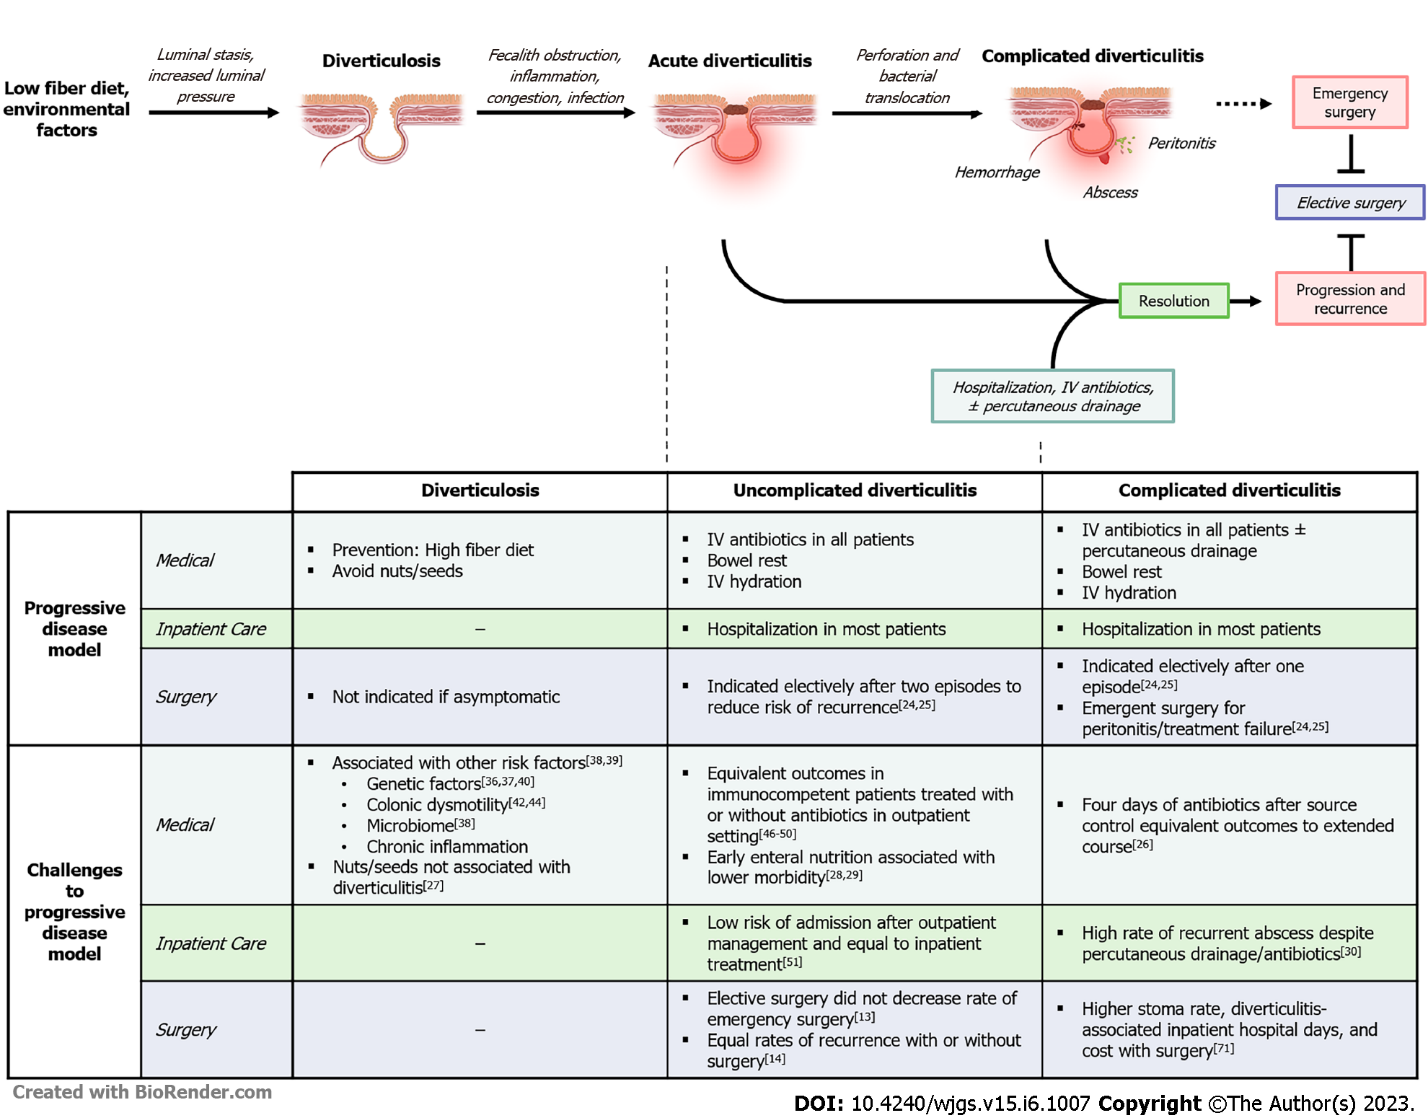 Low fiber diet,
environmental
factors
Luminal stasis,
increased luminal
pressure
Diverticulosis
Fecalith obstruction,
inflammation,
congestion, infection
Acute diverticulitis
Perforation and
bacterial
translocation
Complicated diverticulitis
Hemorrhage
Abscess
Peritonitis
Emergency
surgery
Elective surgery
Progression and
recurrence
Resolution
Hospitalization, IV antibiotics,
± percutaneous drainage
Diverticulosis
Uncomplicated diverticulitis
Complicated diverticulitis
Progressive
disease
model
Medical
▪ Prevention: High fiber diet
▪ Avoid nuts/seeds
▪ IV antibiotics in all patients
▪ Bowel rest
▪ IV hydration
▪ IV antibiotics in all patients ±
percutaneous drainage
▪ Bowel rest
▪ IV hydration
Inpatient Care
–
▪ Hospitalization in most patients
▪ Hospitalization in most patients
Surgery
▪ Not indicated if asymptomatic
▪ Indicated electively after two episodes to
reduce risk of recurrence[24,25]
▪ Indicated electively after one
episode[24,25]
▪ Emergent surgery for
peritonitis/treatment failure[24,25]
Challenges
to
progressive
disease
model
Medical
▪ Associated with other risk factors[38,39]
• Genetic factors[36,37,40]
• Colonic dysmotility[42,44]
• Microbiome[38]
• Chronic inflammation
▪ Nuts/seeds not associated with
diverticulitis[27]
▪ Equivalent outcomes in
immunocompetent patients treated with
or without antibiotics in outpatient
setting[46-50]
▪ Early enteral nutrition associated with
lower morbidity[28,29]
▪ Four days of antibiotics after source
control equivalent outcomes to extended
course[26]
Inpatient Care
–
▪ Low risk of admission after outpatient
management and equal to inpatient
treatment[51]
▪ High rate of recurrent abscess despite
percutaneous drainage/antibiotics[30]
Surgery
–
▪ Elective surgery did not decrease rate of
emergency surgery[13]
▪ Equal rates of recurrence with or without
surgery[14]
▪ Higher stoma rate, diverticulitis-
associated inpatient hospital days, and
cost with surgery[71]
Created with BioRender.com
DOI: 10.4240/wjgs.v15.i6.1007 Copyright ©The Author(s) 2023.